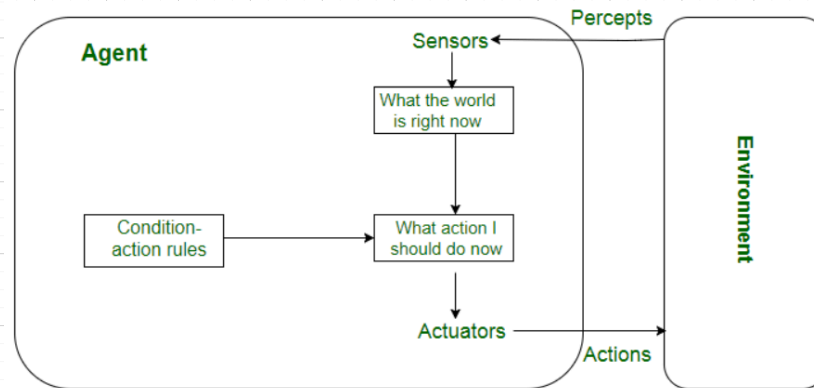 Percepts
Agent
Sensors
What the world
is right now
Condition-
action rules
What action I
should do now
Environment
Actuators
Actions